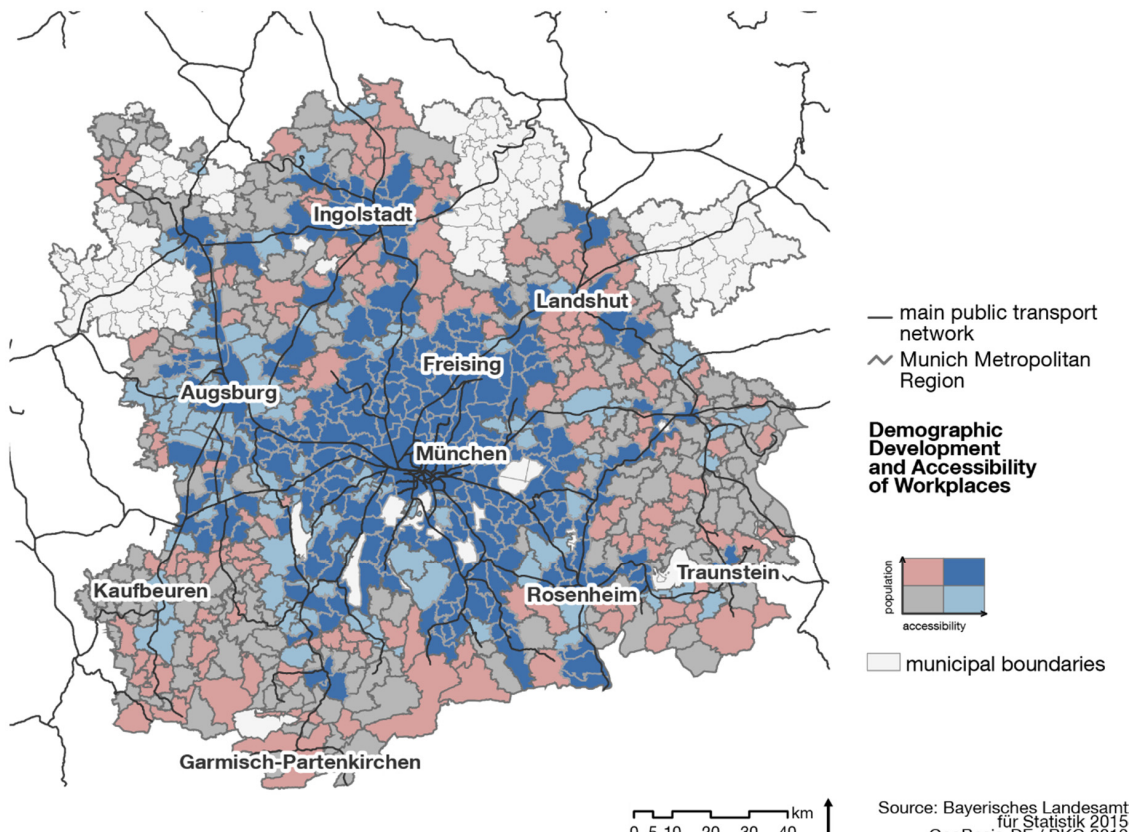 Ingolstadt
Landshut
Freising
Augsburg
München
Kaufbeuren
Rosenheim
Traunstein
Garmisch-Partenkirchen
main public transport
network
Munich Metropolitan
Region
Demographic
Development
and Accessibility
of Workplaces
population
accessibility
municipal boundaries
km
0 5 10 20 30 40
Source: Bayerisches Landesamt
für Statistik 2015